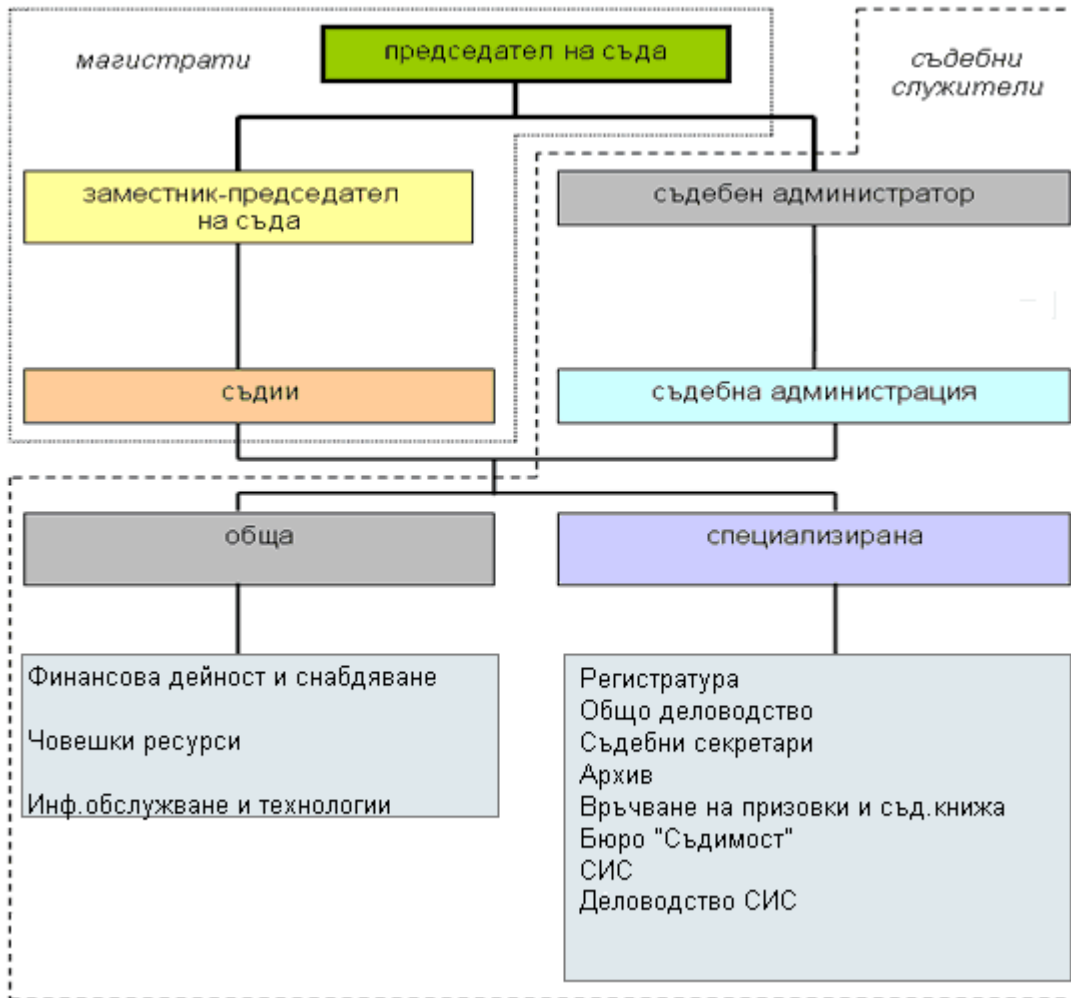 магистрати
председател на съда
съдебни
служители
заместник-председател
на съда
съдебен администратор
съдии
съдебна администрация
обща
специализирана
Финансова дейност и снабдяване
Човешки ресурси
Инф.обслужване и технологии
Регистратура
Общо деловодство
Съдебни секретари
Архив
Връчване на призовки и съд.книжа
Бюро "Съдимост"
СИС
Деловодство СИС